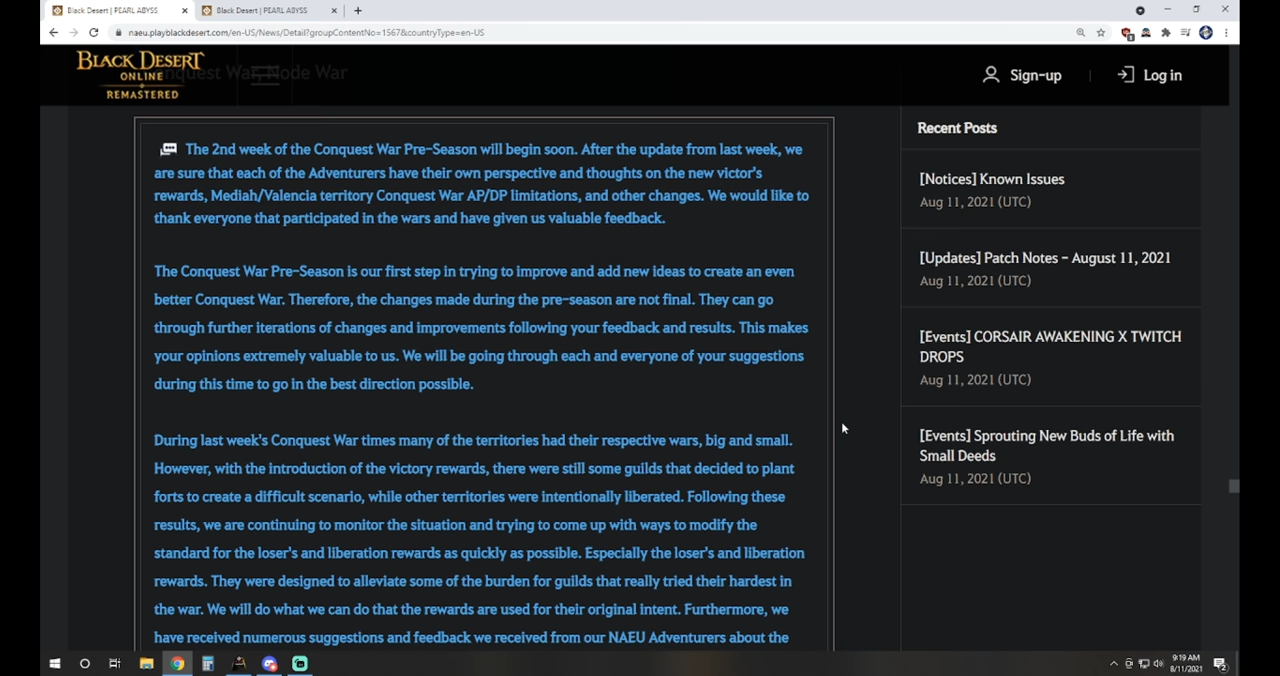 Black Desert | PEARL ABYSS
Black Desert | PEARL ABYSS
naeu.playblackdesert.com/en-US/News/Detail?groupContentNo=1567&countryType=en-US
BLACK DESERT
ONLINE
REMASTERED
nquest War, Node War
Sign-up
Log in
The 2nd week of the Conquest War Pre-Season will begin soon. After the update from last week, we
are sure that each of the Adventurers have their own perspective and thoughts on the new victor's
rewards, Mediah/Valencia territory Conquest War AP/DP limitations, and other changes. We would like to
thank everyone that participated in the wars and have given us valuable feedback.
The Conquest War Pre-Season is our first step in trying to improve and add new ideas to create an even
better Conquest War. Therefore, the changes made during the pre-season are not final. They can go
through further iterations of changes and improvements following your feedback and results. This makes
your opinions extremely valuable to us. We will be going through each and everyone of your suggestions
during this time to go in the best direction possible.
During last week's Conquest War times many of the territories had their respective wars, big and small.
However, with the introduction of the victory rewards, there were still some guilds that decided to plant
forts to create a difficult scenario, while other territories were intentionally liberated. Following these
results, we are continuing to monitor the situation and trying to come up with ways to modify the
standard for the loser's and liberation rewards as quickly as possible. Especially the loser's and liberation
rewards. They were designed to alleviate some of the burden for guilds that really tried their hardest in
the war. We will do what we can do that the rewards are used for their original intent. Furthermore, we
have received numerous suggestions and feedback we received from our NAEU Adventurers about the
Recent Posts
[Notices] Known Issues
Aug 11, 2021 (UTC)
[Updates] Patch Notes - August 11, 2021
Aug 11, 2021 (UTC)
[Events] CORSAIR AWAKENING X TWITCH
DROPS
Aug 11, 2021 (UTC)
[Events] Sprouting New Buds of Life with
Small Deeds
Aug 11, 2021 (UTC)
9:19 AM
8/11/2021